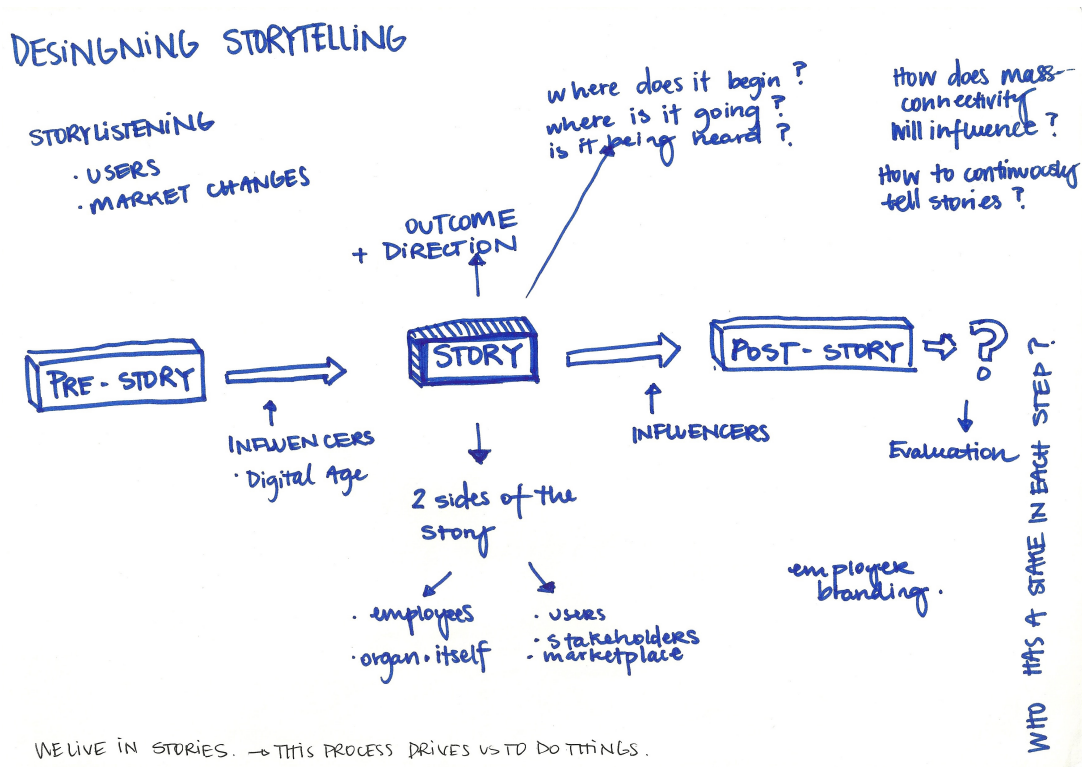 DESINGNING STORYTELLING
STORYLISTENING
· USERS
· MARKET CHANGES
where does it begin ?
where is it going ?
is it being heard ?
How does mass-
connectivity
will influence ?
How to continuously
tell stories ?
OUTCOME
+ DIRECTION
PRE - STORY
STORY
POST - STORY
?
INFLUENCERS
· Digital Age
INFLUENCERS
Evaluation
2 sides of the
story
· employees
· organ. itself
· users
· stakeholders
· marketplace
employer
branding.
WHO HAS A STAKE IN EACH STEP ?
WE LIVE IN STORIES. → THIS PROCESS DRIVES US TO DO THINGS.